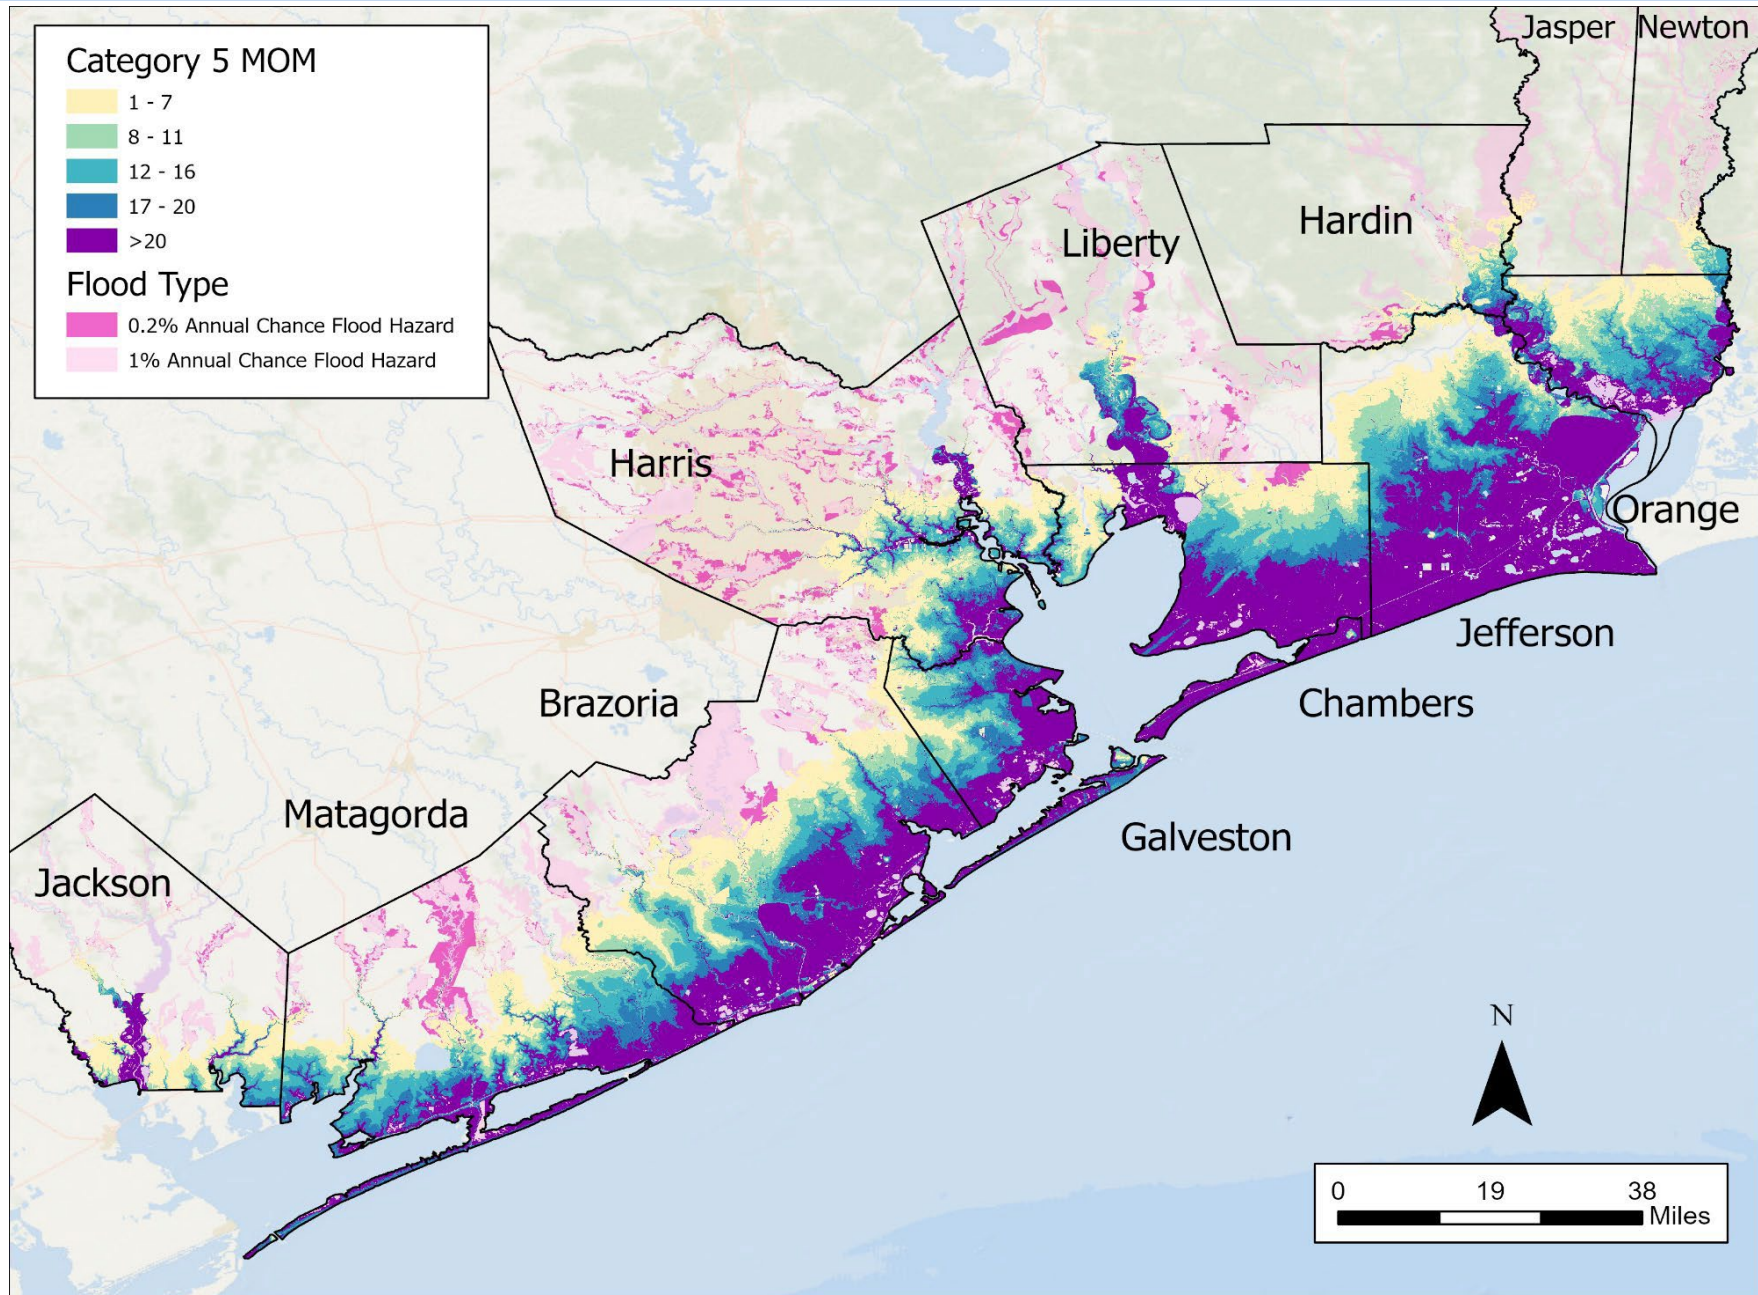 Category 5 MOM
1 - 7
8 - 11
12 - 16
17 - 20
>20
Flood Type
0.2% Annual Chance Flood Hazard
1% Annual Chance Flood Hazard
Jasper Newton
Hardin
Liberty
Harris
Orange
Jefferson
Chambers
Brazoria
Matagorda
Galveston
Jackson
N
0 19 38
Miles